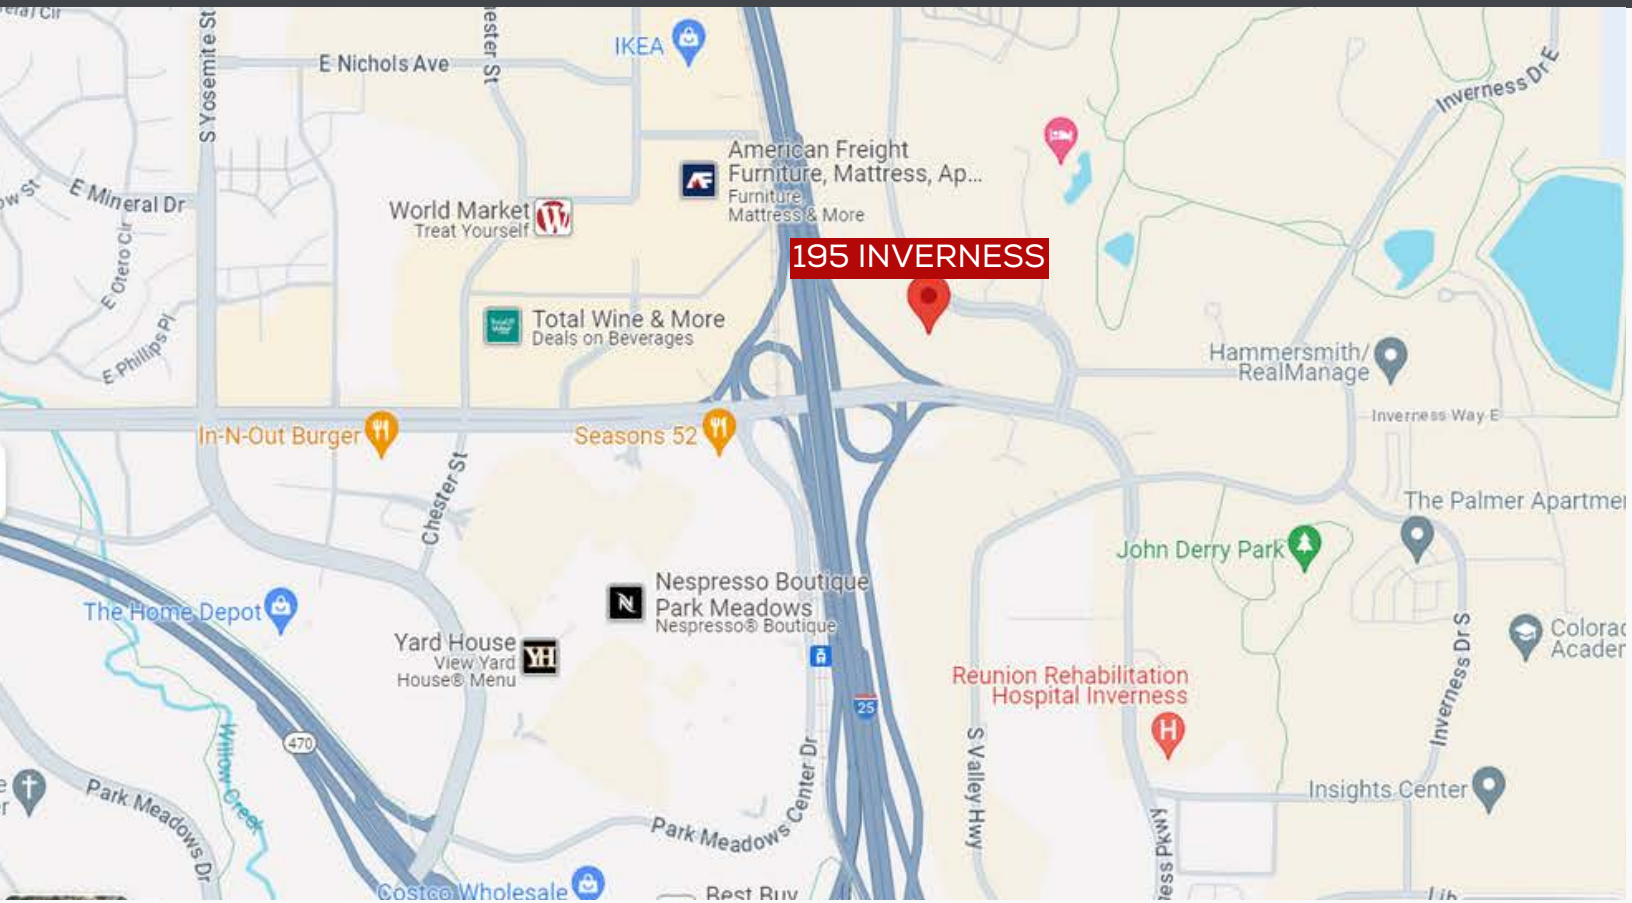 S Yosemite St
E Nichols Ave
IKEA
Inverness Dr E
American Freight
Furniture, Mattress, Ap...
Furniture,
Mattress & More
E Mineral Dr
World Market
Treat Yourself
E Otero Cir
195 INVERNESS
E Phillips Pl
Total Wine & More
Deals on Beverages
Hammersmith/
RealManage
Inverness Way E
In-N-Out Burger
Seasons 52
Chester St
The Palmer Apartmen
John Derry Park
Nespresso Boutique
Park Meadows
Nespresso® Boutique
The Home Depot
Yard House
View Yard
House® Menu
YH
Inverness Dr S
Reunion Rehabilitation
Hospital Inverness
H
25
470
Willow Creek
S Valley Hwy
Park Meadows Center Dr
Park Meadows Dr
Insights Center
Costco Wholesale
Best Buy